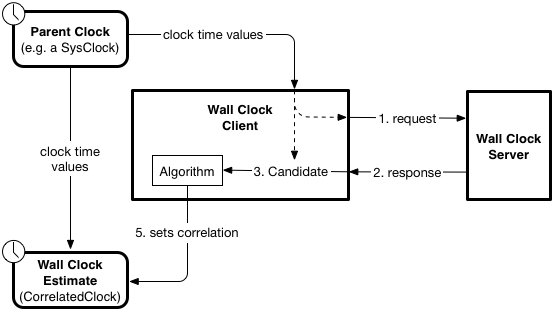 Parent Clock
(e.g. a SysClock)
clock time values
Wall Clock
Client
1. request
Wall Clock
Server
clock time
values
Algorithm
3. Candidate
2. response
5. sets correlation
Wall Clock
Estimate
(CorrelatedClock)